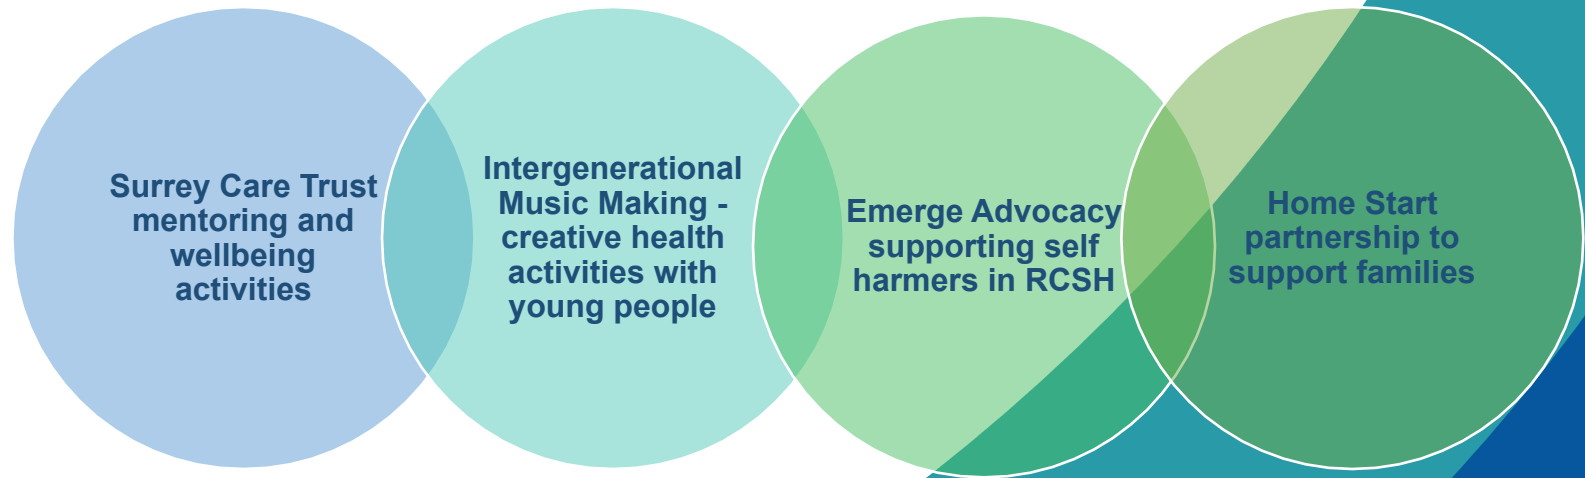 Surrey Care Trust
mentoring and
wellbeing
activities
Intergenerational
Music Making -
creative health
activities with
young people
Emerge Advocacy
supporting self
harmers in RCSH
Home Start
partnership to
support families